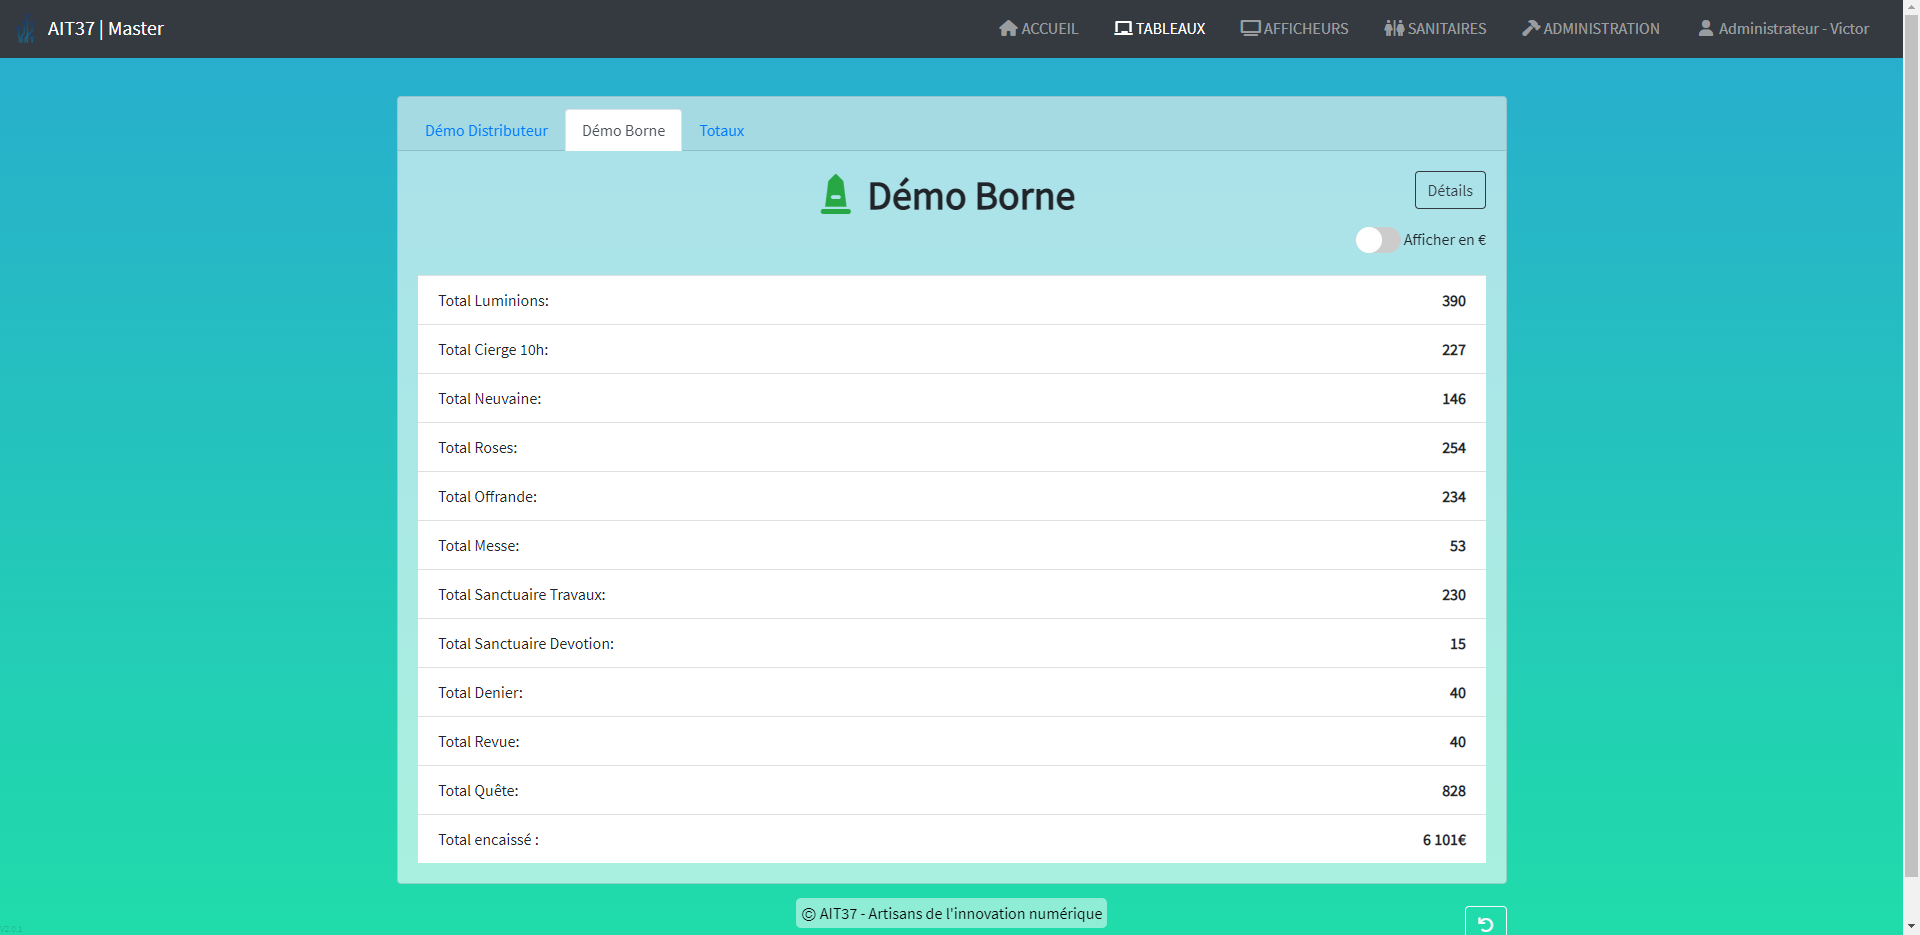 AIT37 | Master
ACCUEIL
TABLEAUX
AFFICHEURS
SANITAIRES
ADMINISTRATION
Administrateur - Victor
Démo Distributeur
Démo Borne
Totaux
Démo Borne
Détails
Afficher en €
Total Luminions: 390
Total Cierge 10h: 227
Total Neuvaine: 146
Total Roses: 254
Total Offrande: 234
Total Messe: 53
Total Sanctuaire Travaux: 230
Total Sanctuaire Devotion: 15
Total Denier: 40
Total Revue: 40
Total Quête: 828
Total encaissé : 6 101€
© AIT37 - Artisans de l'innovation numérique
V2.0.1